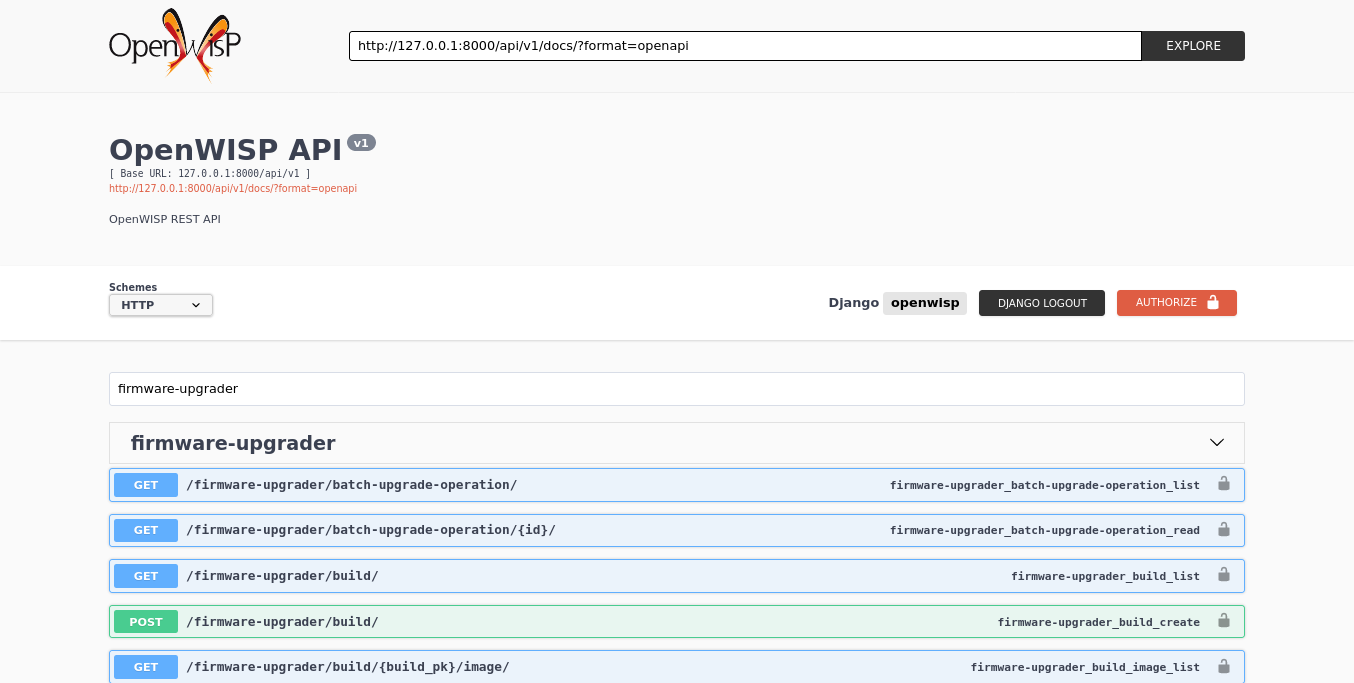 OpenWISP
http://127.0.0.1:8000/api/v1/docs/?format=openapi
EXPLORE
OpenWISP API v1
[ Base URL: 127.0.0.1:8000/api/v1 ]
http://127.0.0.1:8000/api/v1/docs/?format=openapi
OpenWISP REST API
Schemes
HTTP
Django openwisp
DJANGO LOGOUT
AUTHORIZE
firmware-upgrader
firmware-upgrader
GET /firmware-upgrader/batch-upgrade-operation/ firmware-upgrader_batch-upgrade-operation_list
GET /firmware-upgrader/batch-upgrade-operation/{id}/ firmware-upgrader_batch-upgrade-operation_read
GET /firmware-upgrader/build/ firmware-upgrader_build_list
POST /firmware-upgrader/build/ firmware-upgrader_build_create
GET /firmware-upgrader/build/{build_pk}/image/ firmware-upgrader_build_image_list